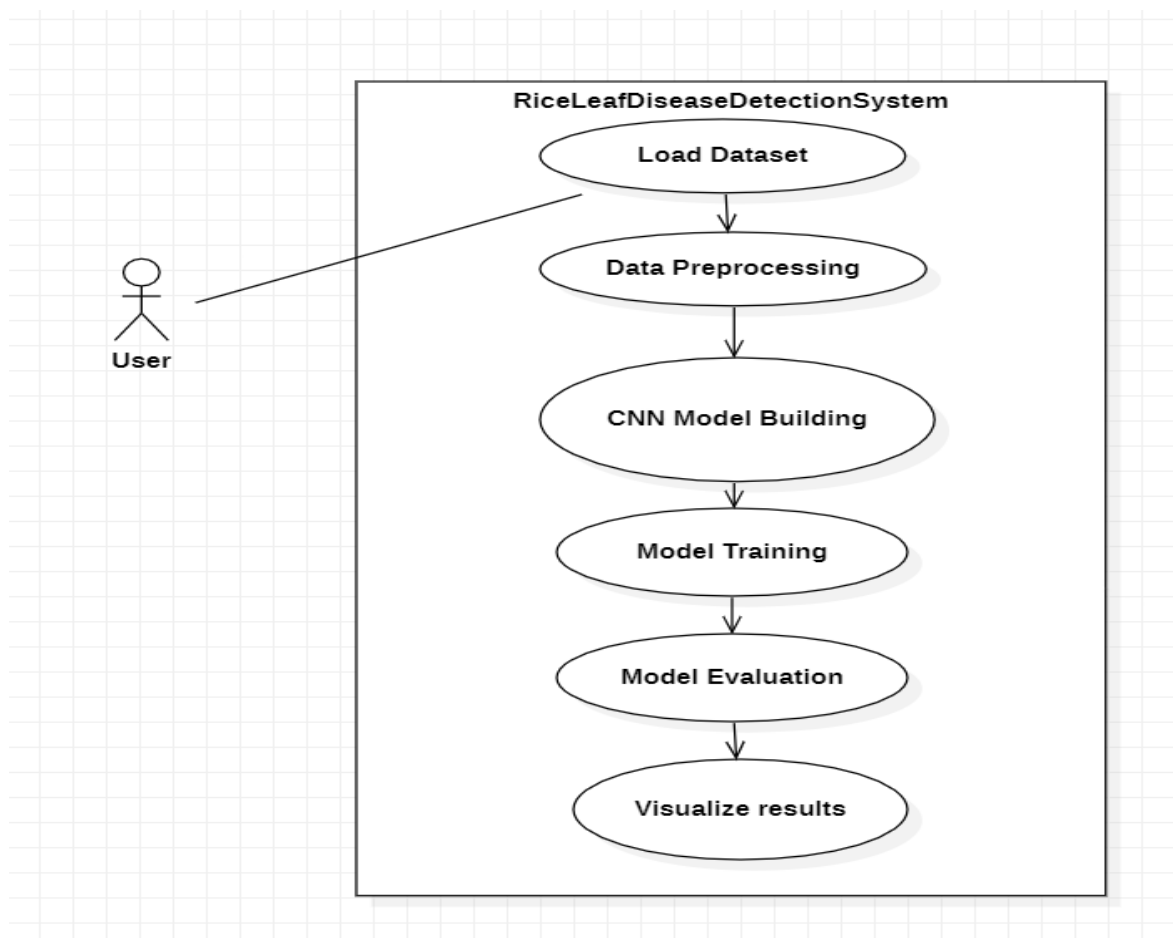 RiceLeafDiseaseDetectionSystem
Load Dataset
Data Preprocessing
User
CNN Model Building
Model Training
Model Evaluation
Visualize results